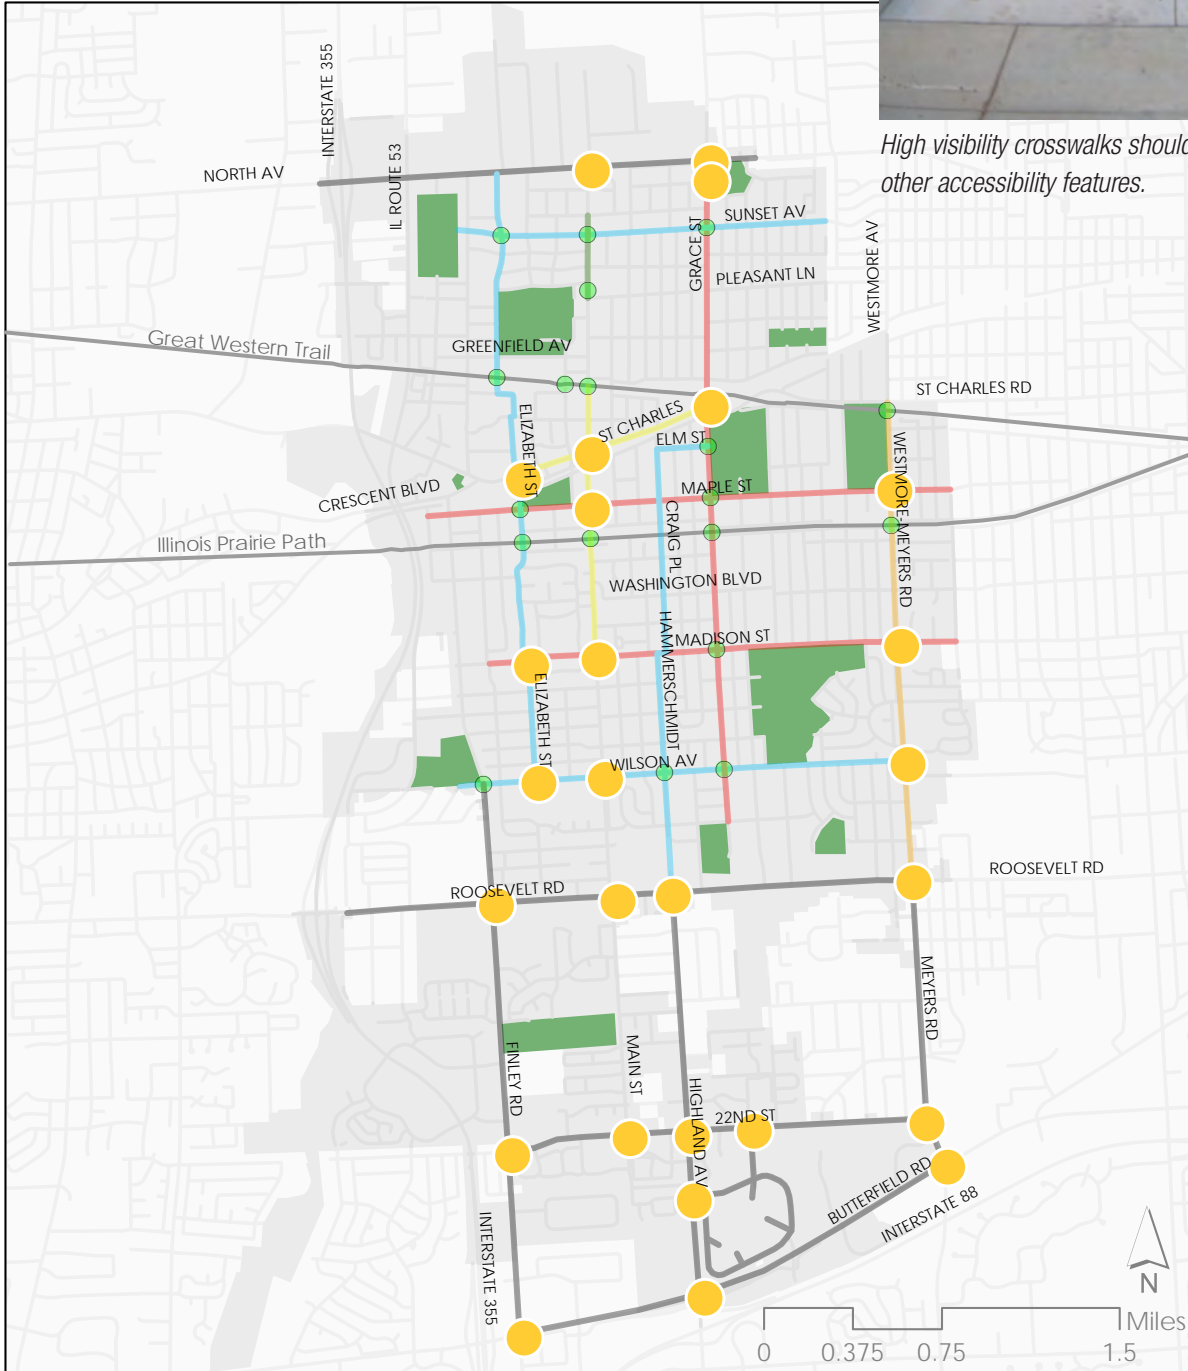 High visibility crosswalks should
other accessibility features.
INTERSTATE 355
IL ROUTE 53
NORTH AV
SUNSET AV
GRACE ST
PLEASANT LN
WESTMORE AV
Great Western Trail
GREENFIELD AV
ST CHARLES RD
ELIZABETH ST
ST CHARLES
ELM ST
WESTMORE-MEYERS RD
CRESCENT BLVD
MAPLE ST
CRAIG PL
Illinois Prairie Path
WASHINGTON BLVD
HAMMERSCHMIDT
MADISON ST
ELIZABETH ST
WILSON AV
ROOSEVELT RD
ROOSEVELT RD
MEYERS RD
FINLEY RD
MAIN ST
HIGHLAND AV
22ND ST
BUTTERFIELD RD
INTERSTATE 88
INTERSTATE 355
N
Miles
0 0.375 0.75 1.5